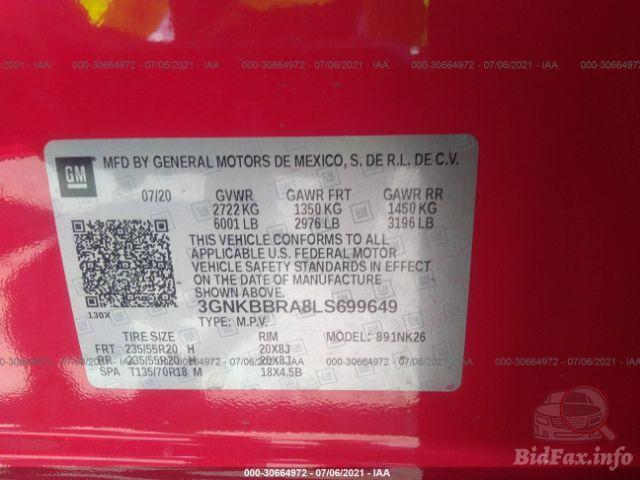 000-30664972 - 07/06/2021 - IAA
GM
MFD BY GENERAL MOTORS DE MEXICO, S. DE R.L. DE C.V.
07/20 GVWR GAWR FRT GAWR RR
2722 KG 1350 KG 1450 KG
6001 LB 2976 LB 3196 LB
THIS VEHICLE CONFORMS TO ALL
APPLICABLE U.S. FEDERAL MOTOR
VEHICLE SAFETY STANDARDS IN EFFECT
ON THE DATE OF MANUFACTURE
SHOWN ABOVE.
3GNKBBRA8LS699649
138X TYPE: M.P.V.
TIRE SIZE RIM MODEL: 891NK26
FRT 235/55R20 H 20X8J
RR 235/55R20 H 20X8J
SPA T135/70R18 M 18X4.5B
000-30664972 - 07/06/2021 - IAA
BidFax.info